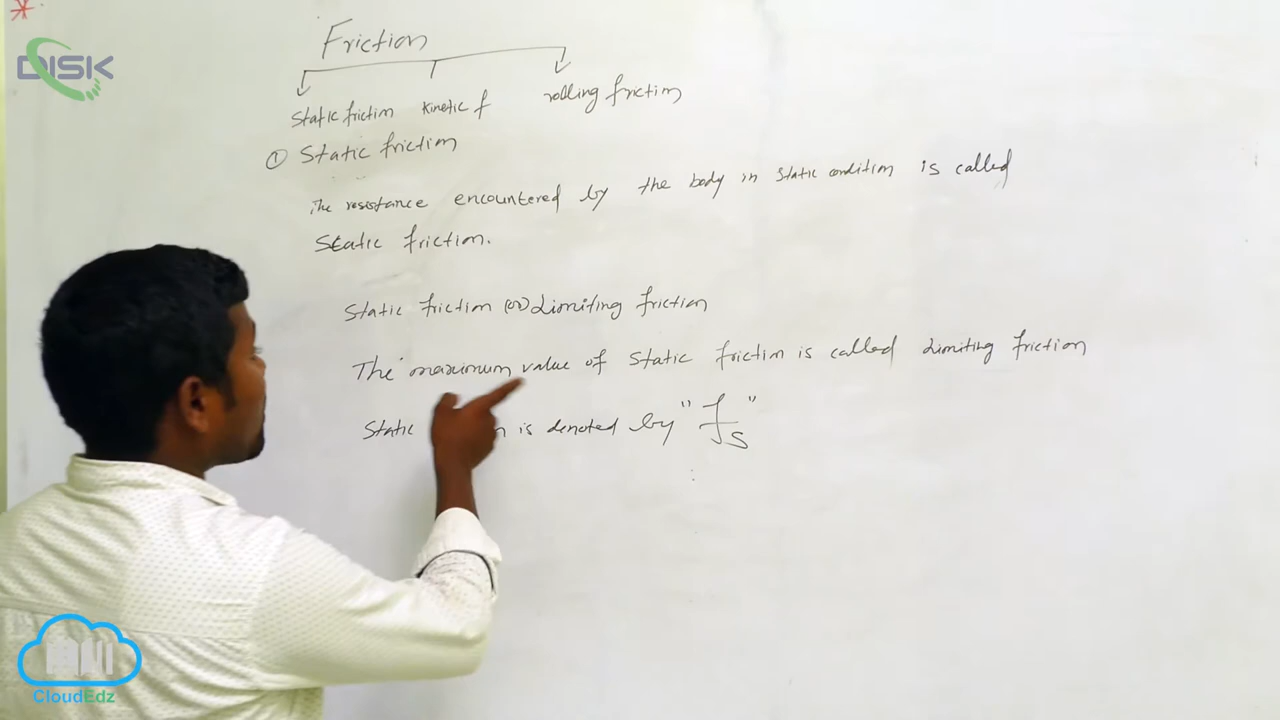 DISK
Friction
Static friction Kinetic f rolling friction
① Static friction
The resistance encountered by the body in static condition is called
Static friction.
Static friction (or) Limiting friction
The maximum value of static friction is called Limiting friction
Static is denoted by "fs"
CloudEdz